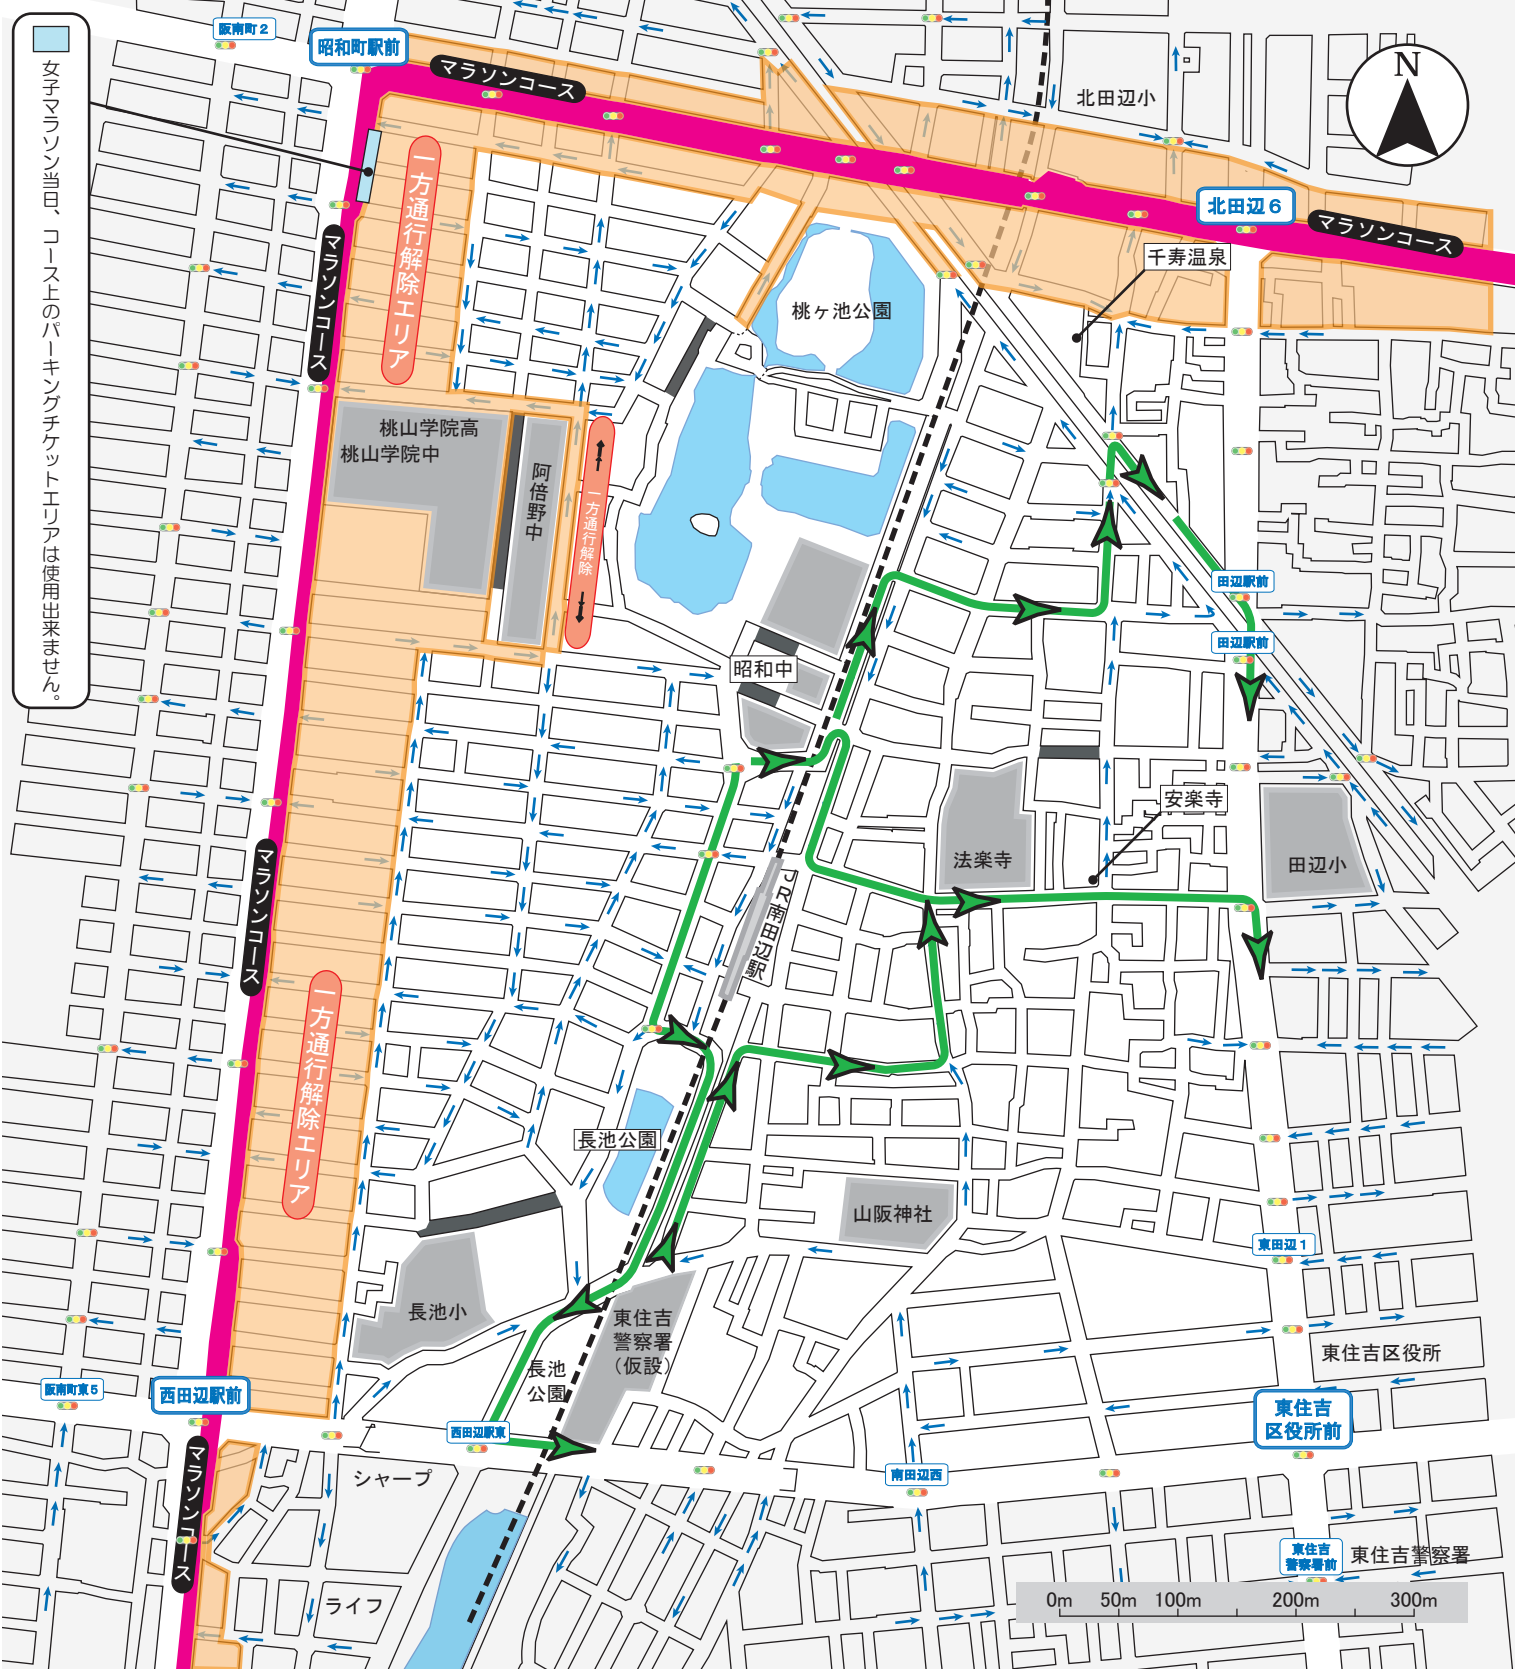 阪南町2
昭和町駅前
マラソンコース
北田辺小
N
女子マラソン当日、コース上のパーキングチケットエリアは使用出来ません。
一方通行解除エリア
北田辺6
マラソンコース
千寿温泉
マラソンコース
桃ヶ池公園
桃山学院高
桃山学院中
阿倍野中
一方通行解除
田辺駅前
田辺駅前
昭和中
安楽寺
法楽寺
田辺小
マラソンコース
JR南田辺駅
一方通行解除エリア
長池公園
山阪神社
東田辺1
長池小
東住吉
警察署
(仮設)
東住吉区役所
長池
公園
阪南町東5
西田辺駅前
西田辺駅東
東住吉
区役所前
マラソンコース
シャープ
南田辺西
東住吉
警察署前
東住吉警察署
ライフ
0m 50m 100m 200m 300m